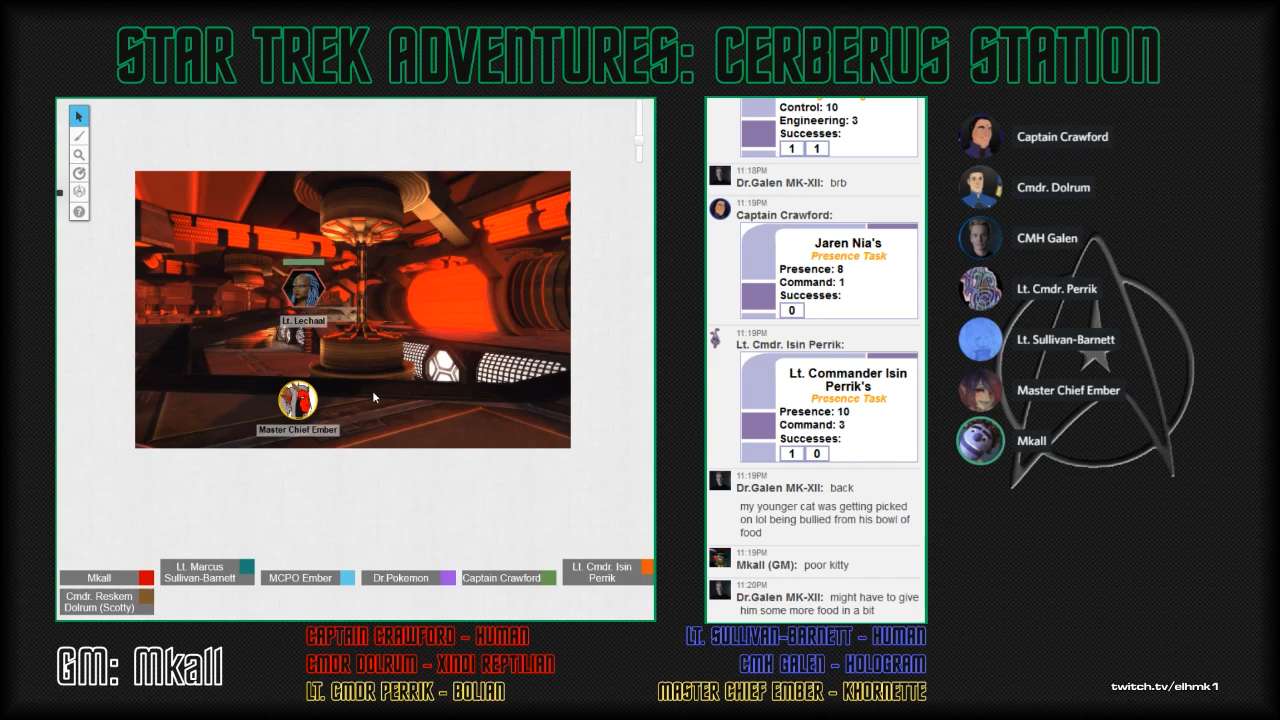 STAR TREK ADVENTURES: CERBERUS STATION
Lt. Lechaal
Master Chief Ember
Mkall
Lt. Marcus
Sullivan-Barnett
MCPO Ember
Dr.Pokemon
Captain Crawford
Lt. Cmdr. Isin
Perrik
Cmdr. Reskem
Dolrum (Scotty)
Control: 10
Engineering: 3
Successes:
1 1
11:18PM
Dr.Galen MK-XII: brb
11:19PM
Captain Crawford:
Jaren Nia's
Presence Task
Presence: 8
Command: 1
Successes:
0
11:19PM
Lt. Cmdr. Isin Perrik:
Lt. Commander Isin
Perrik's
Presence Task
Presence: 10
Command: 3
Successes:
1 0
11:19PM
Dr.Galen MK-XII: back
my younger cat was getting picked
on lol being bullied from his bowl of
food
11:19PM
Mkall (GM): poor kitty
11:20PM
Dr.Galen MK-XII: might have to give
him some more food in a bit
Captain Crawford
Cmdr. Dolrum
CMH Galen
Lt. Cmdr. Perrik
Lt. Sullivan-Barnett
Master Chief Ember
Mkall
GM: Mkall
CAPTAIN CRAWFORD - HUMAN
CMDR DOLRUM - XINDI REPTILIAN
LT. CMDR PERRIK - BOLIAN
LT. SULLIVAN-BARNETT - HUMAN
CMH GALEN - HOLOGRAM
MASTER CHIEF EMBER - KHORNETTE
twitch.tv/elhmk1